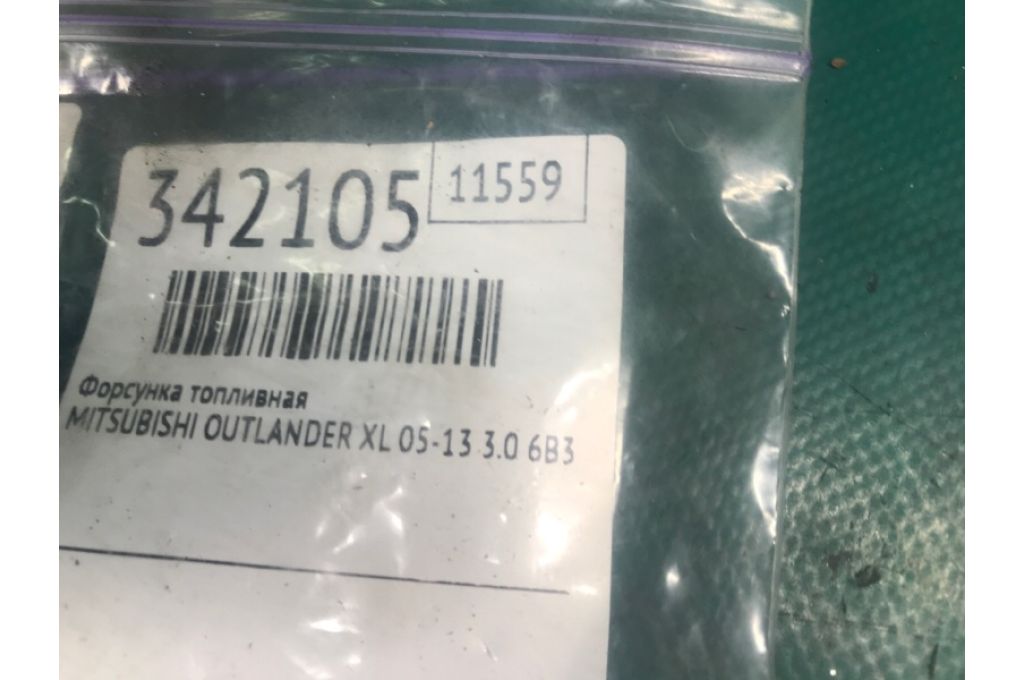 342105 11559
Форсунка топливная
MITSUBISHI OUTLANDER XL 05-13 3.0 6B3